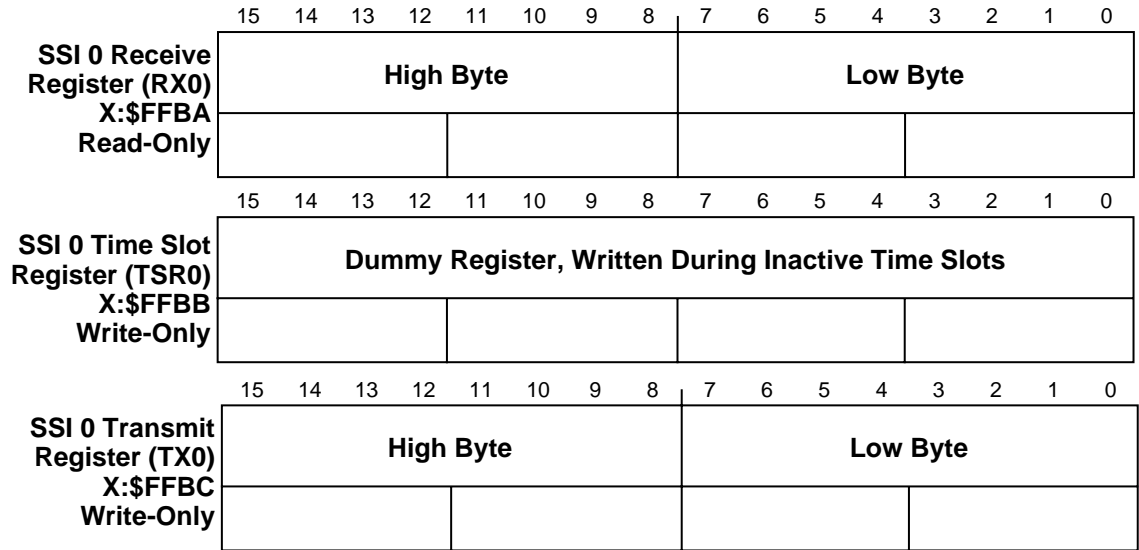 15 14 13 12 11 10 9 8 7 6 5 4 3 2 1 0
SSI 0 Receive
Register (RX0)
X:$FFBA
Read-Only
High Byte Low Byte
15 14 13 12 11 10 9 8 7 6 5 4 3 2 1 0
SSI 0 Time Slot
Register (TSR0)
X:$FFBB
Write-Only
Dummy Register, Written During Inactive Time Slots
15 14 13 12 11 10 9 8 7 6 5 4 3 2 1 0
SSI 0 Transmit
Register (TX0)
X:$FFBC
Write-Only
High Byte Low Byte